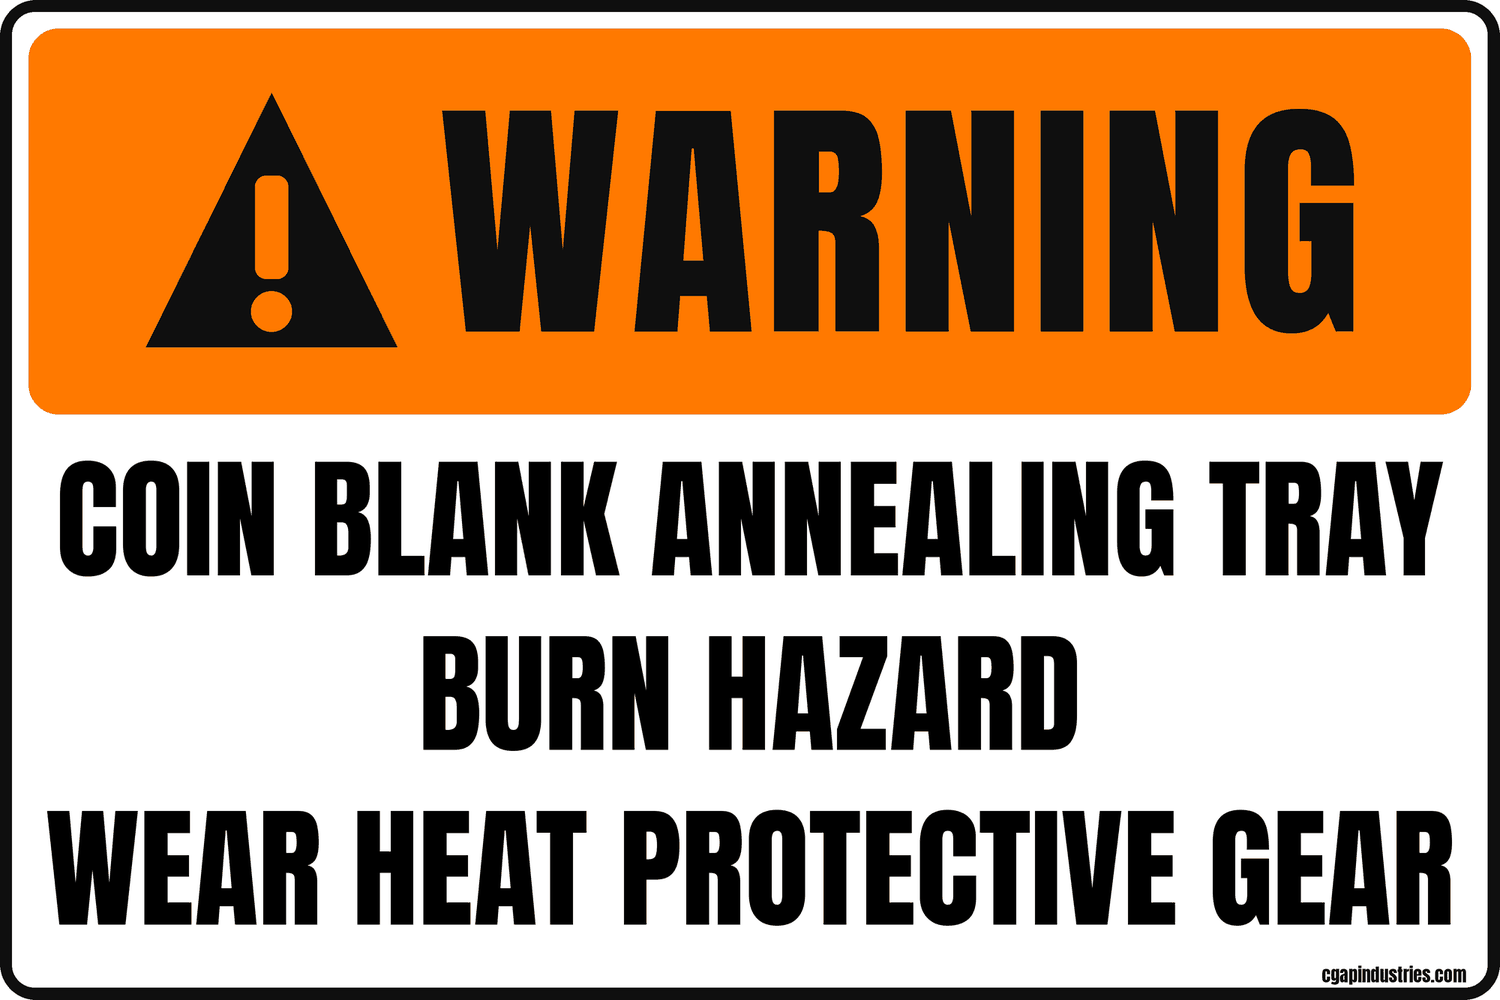 WARNING
COIN BLANK ANNEALING TRAY
BURN HAZARD
WEAR HEAT PROTECTIVE GEAR
cgapindustries.com